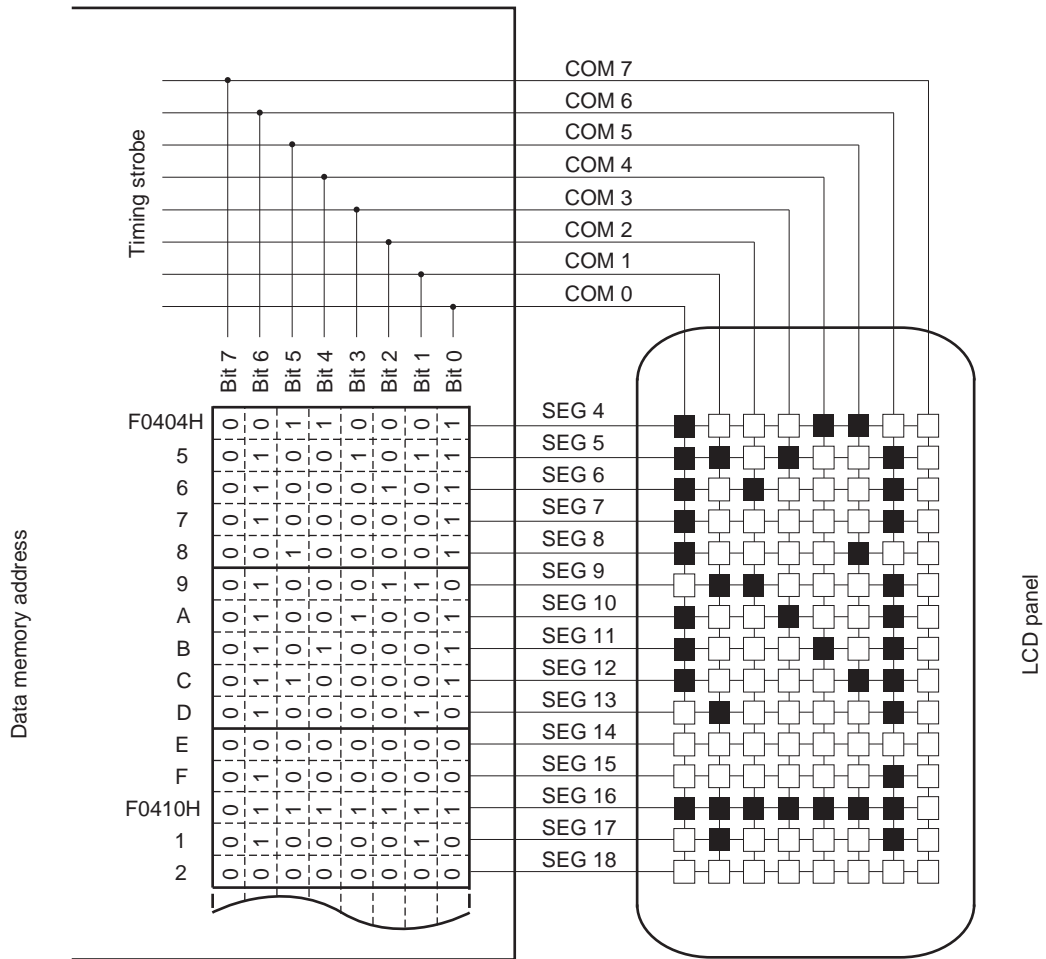 COM 7
COM 6
COM 5
COM 4
COM 3
COM 2
COM 1
COM 0
Timing strobe
Bit 7 Bit 6 Bit 5 Bit 4 Bit 3 Bit 2 Bit 1 Bit 0
F0404H 0 0 1 1 0 0 0 1 SEG 4
5 0 1 0 0 1 0 1 1 SEG 5
6 0 1 0 0 0 1 0 1 SEG 6
7 0 1 0 0 0 0 0 1 SEG 7
8 0 0 1 0 0 0 0 1 SEG 8
9 0 1 0 0 0 1 1 0 SEG 9
A 0 1 0 0 1 0 0 1 SEG 10
B 0 1 0 1 0 0 0 1 SEG 11
C 0 1 1 0 0 0 0 1 SEG 12
D 0 1 0 0 0 0 1 0 SEG 13
E 0 0 0 0 0 0 0 0 SEG 14
F 0 1 0 0 0 0 0 0 SEG 15
F0410H 0 1 1 1 1 1 1 1 SEG 16
1 0 1 0 0 0 0 1 0 SEG 17
2 0 0 0 0 0 0 0 0 SEG 18
Data memory address
LCD panel